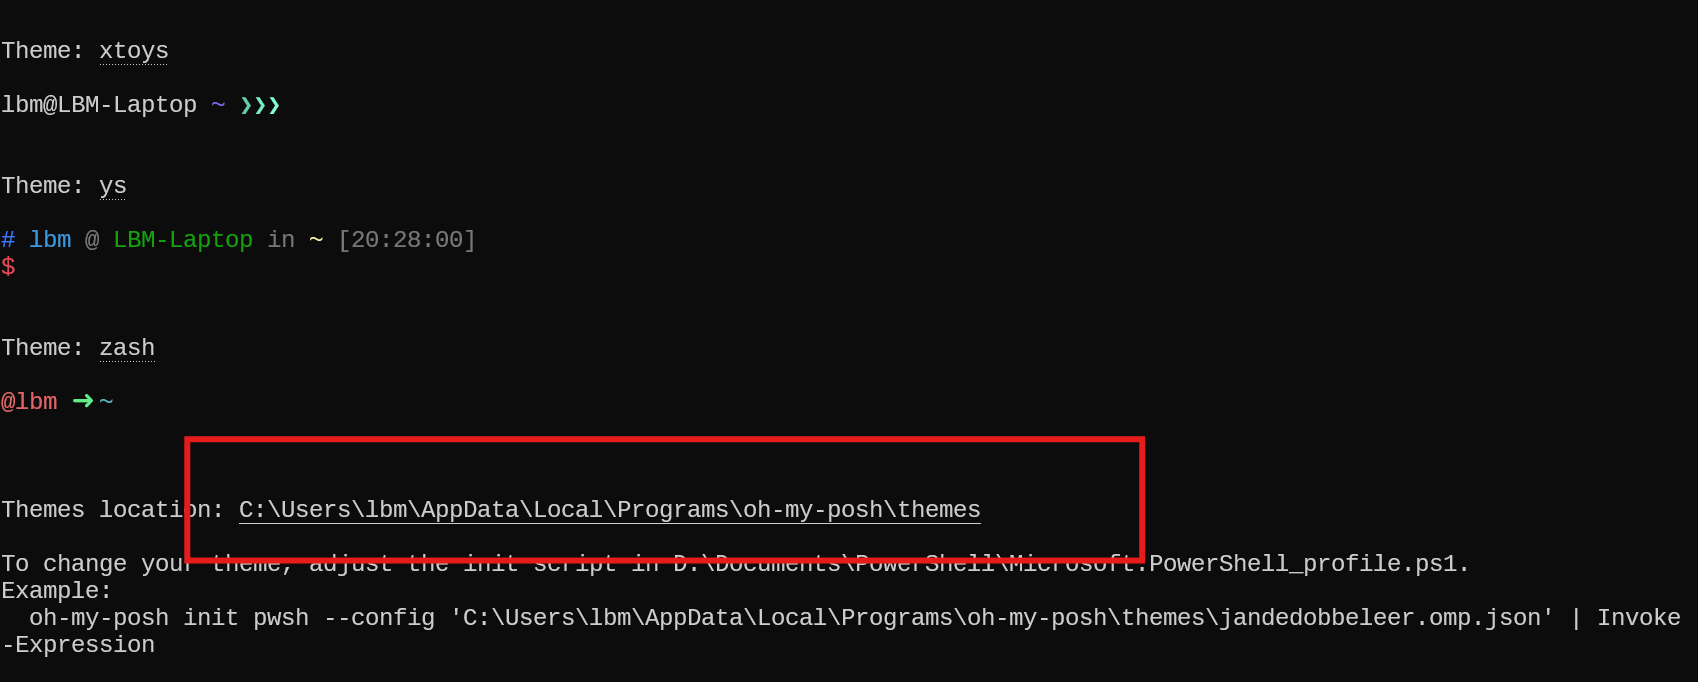 Theme: xtoys
lbm@LBM-Laptop ~ ❯❯❯
Theme: ys
# lbm @ LBM-Laptop in ~ [20:28:00]
$
Theme: zash
@lbm ➜ ~
Themes location: C:\Users\lbm\AppData\Local\Programs\oh-my-posh\themes
To change your theme, adjust the init script in D:\Documents\PowerShell\Microsoft.PowerShell_profile.ps1.
Example:
  oh-my-posh init pwsh --config 'C:\Users\lbm\AppData\Local\Programs\oh-my-posh\themes\jandedobbeleer.omp.json' | Invoke
-Expression